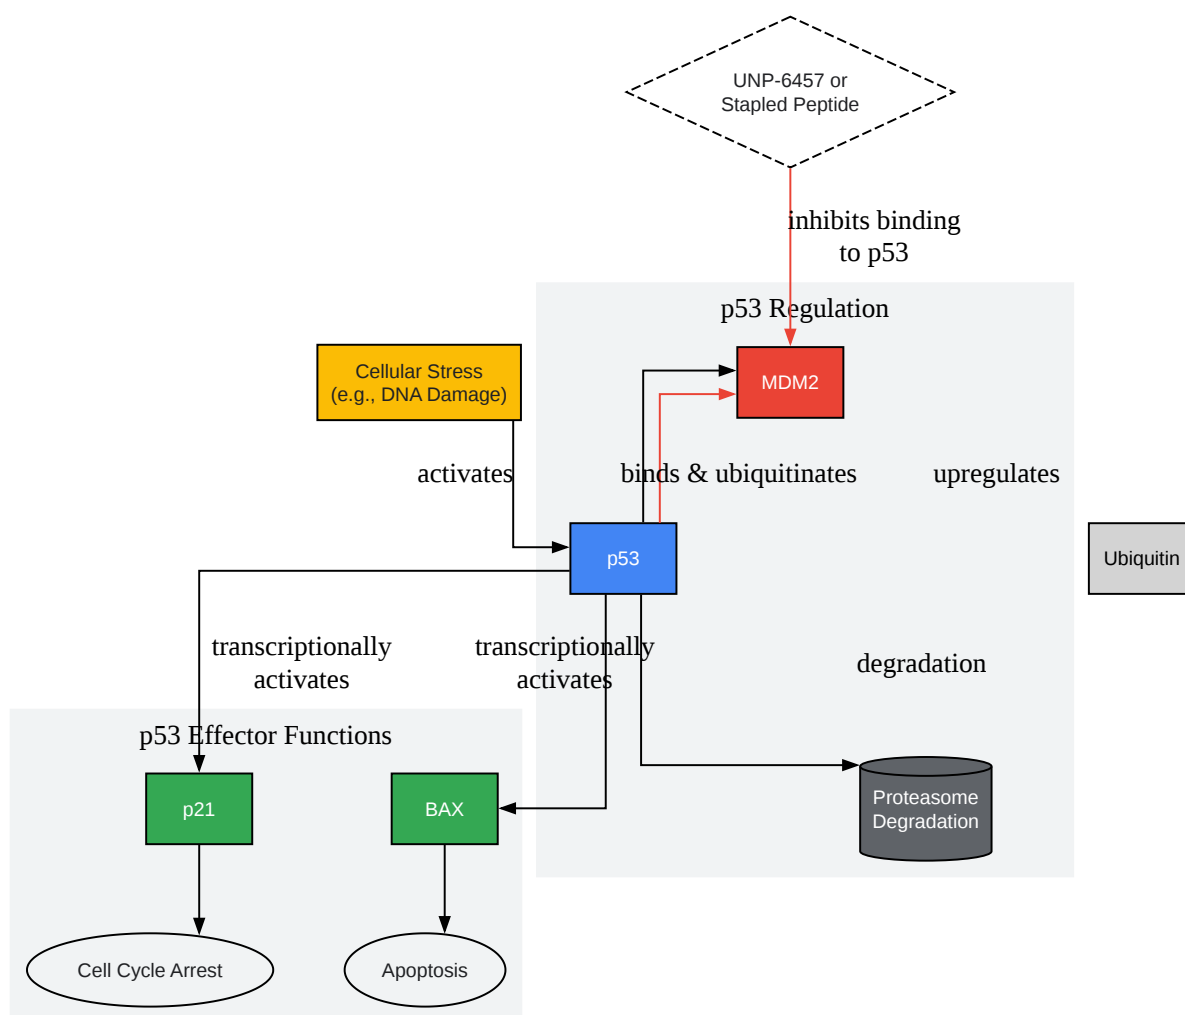 UNP-6457 or
Stapled Peptide
inhibits binding
to p53
p53 Regulation
Cellular Stress
(e.g., DNA Damage)
MDM2
activates
binds & ubiquitinates
upregulates
p53
Ubiquitin
transcriptionally
activates
transcriptionally
activates
degradation
p53 Effector Functions
p21
BAX
Proteasome
Degradation
Cell Cycle Arrest
Apoptosis